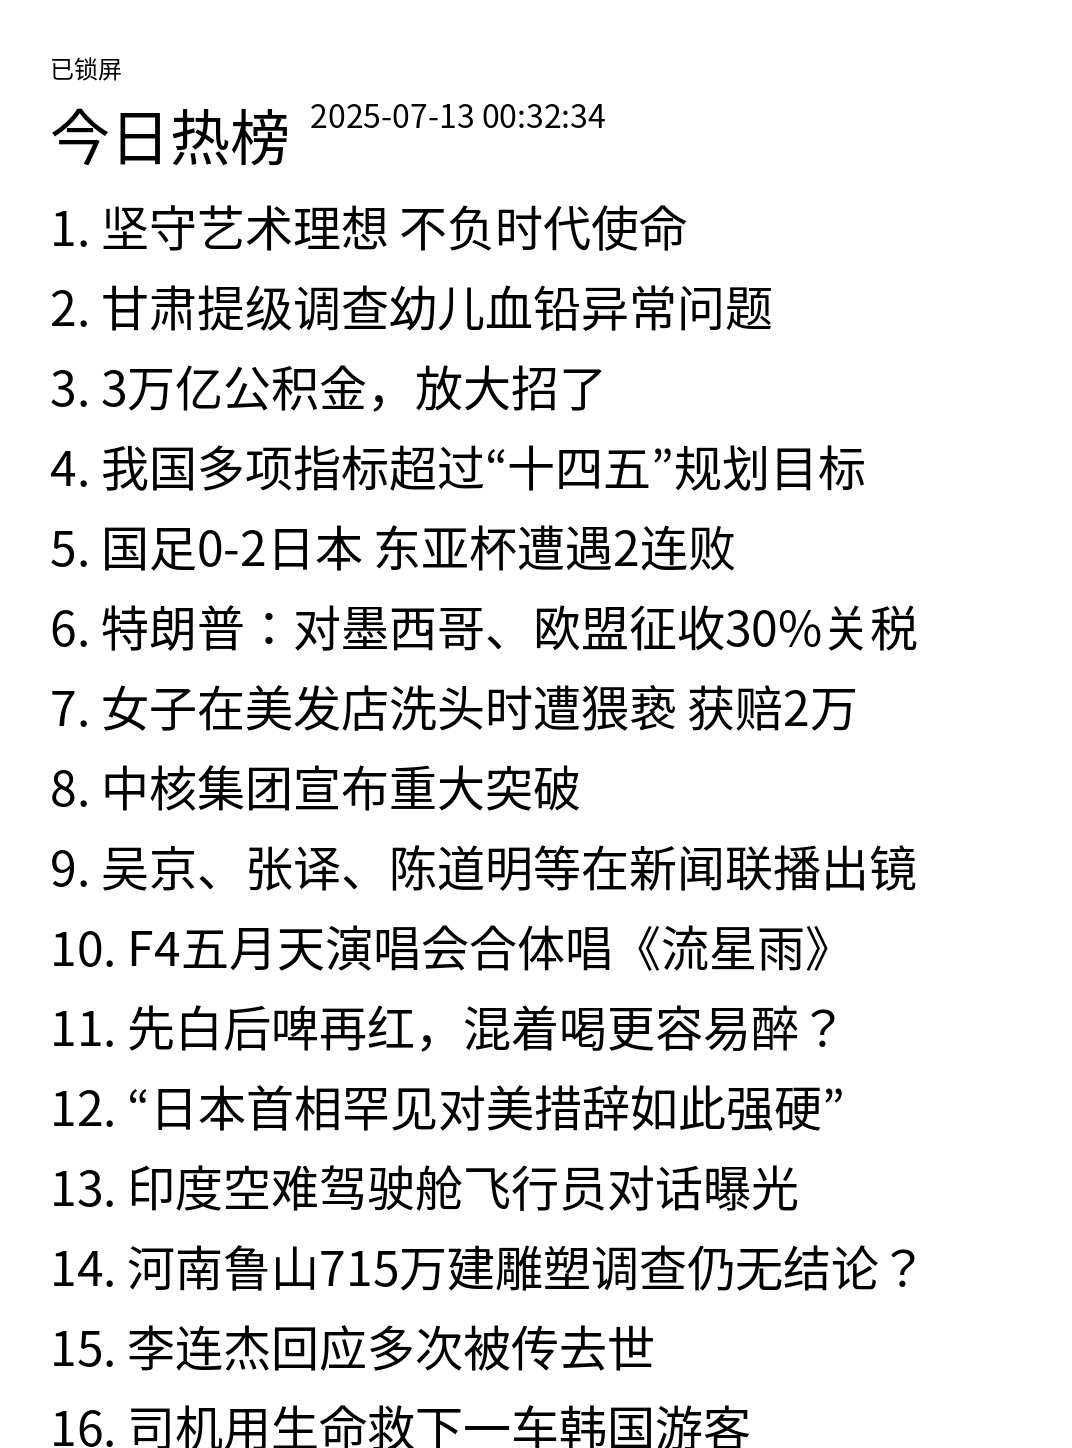 已锁屏
今日热榜 2025-07-13 00:32:34
1. 坚守艺术理想 不负时代使命
2. 甘肃提级调查幼儿血铅异常问题
3. 3万亿公积金，放大招了
4. 我国多项指标超过“十四五”规划目标
5. 国足0-2日本 东亚杯遭遇2连败
6. 特朗普：对墨西哥、欧盟征收30%关税
7. 女子在美发店洗头时遭猥亵 获赔2万
8. 中核集团宣布重大突破
9. 吴京、张译、陈道明等在新闻联播出镜
10. F4五月天演唱会合体唱《流星雨》
11. 先白后啤再红，混着喝更容易醉？
12. “日本首相罕见对美措辞如此强硬”
13. 印度空难驾驶舱飞行员对话曝光
14. 河南鲁山715万建雕塑调查仍无结论？
15. 李连杰回应多次被传去世
16. 司机用生命救下一车韩国游客